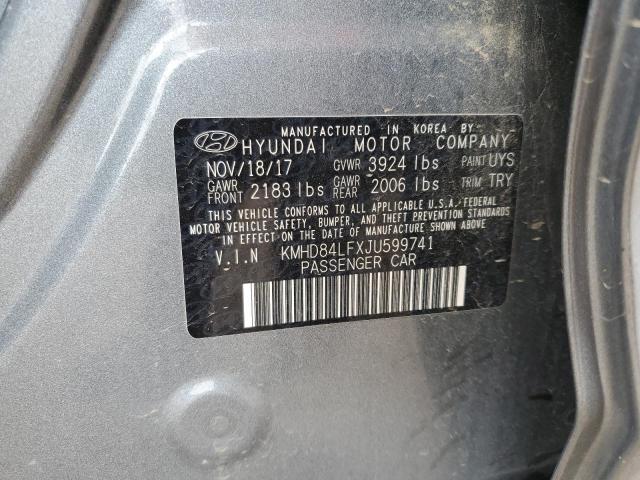 MANUFACTURED IN KOREA BY
HYUNDAI MOTOR COMPANY
NOV/18/17 GVWR 3924 lbs PAINT UYS
GAWR FRONT 2183 lbs GAWR REAR 2006 lbs TRIM TRY
THIS VEHICLE CONFORMS TO ALL APPLICABLE U.S.A. FEDERAL
MOTOR VEHICLE SAFETY, BUMPER, AND THEFT PREVENTION STANDARDS
IN EFFECT ON THE DATE OF MANUFACTURE SHOWN ABOVE
V.I.N KMHD84LFXJU599741
PASSENGER CAR